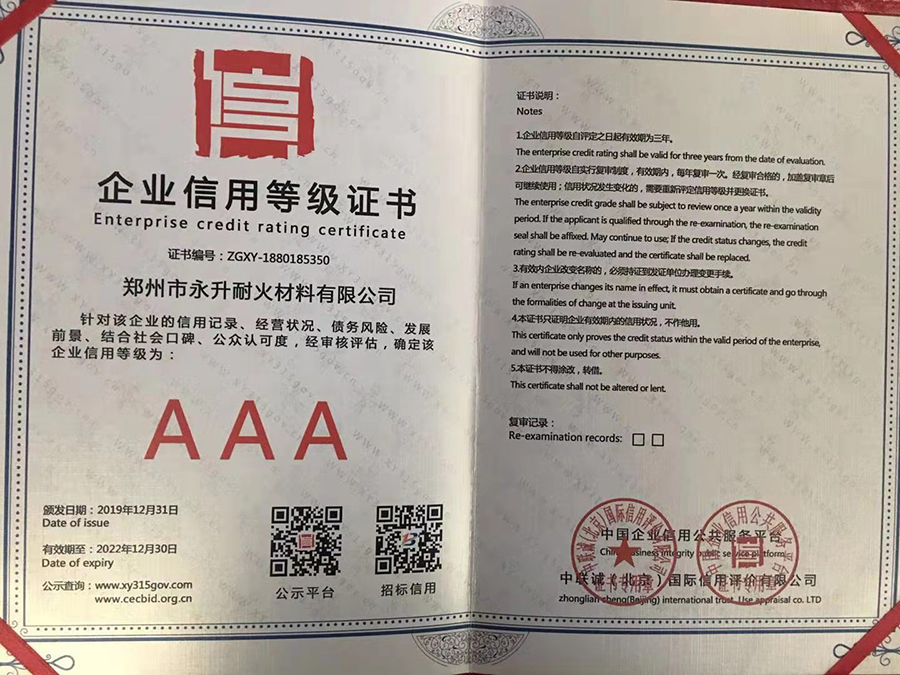 信
企业信用等级证书
Enterprise credit rating certificate
证书编号：ZGXY-1880185350
郑州市永升耐火材料有限公司
针对该企业的信用记录、经营状况、债务风险、发展
前景、结合社会口碑、公众认可度，经审核评估，确定该
企业信用等级为：
AAA
颁发日期：2019年12月31日
Date of issue
有效期至：2022年12月30日
Date of expiry
公示查询：www.xy315gov.com
www.cecbid.org.cn
公示平台
招标信用
证书说明：
Notes
1.企业信用等级自评定之日起有效期为三年。
The enterprise credit rating shall be valid for three years from the date of evaluation.
2.企业信用等级自实行复审制度，有效期内，每年复审一次。经复审合格的，加盖复审章后
可继续使用；信用状况发生变化的，需要重新评定信用等级并更换证书。
The enterprise credit grade shall be subject to review once a year within the validity
period. If the applicant is qualified through the re-examination, the re-examination
seal shall be affixed. May continue to use; If the credit status changes, the credit
rating shall be re-evaluated and the certificate shall be replaced.
3.有效内企业改变名称的，必须持证到发证单位办理变更手续。
If an enterprise changes its name in effect, it must obtain a certificate and go through
the formalities of change at the issuing unit.
4.本证书只证明企业有效期内的信用状况，不作他用。
This certificate only proves the credit status within the valid period of the enterprise,
and will not be used for other purposes.
5.本证书不得涂改，转借。
This certificate shall not be altered or lent.
复审记录：
Re-examination records:
中国企业信用公共服务平台
China business integrity public service platform
中联诚（北京）国际信用评价有限公司
zhonglian cheng(Beijing) international trust. Use appraisal co. LTD